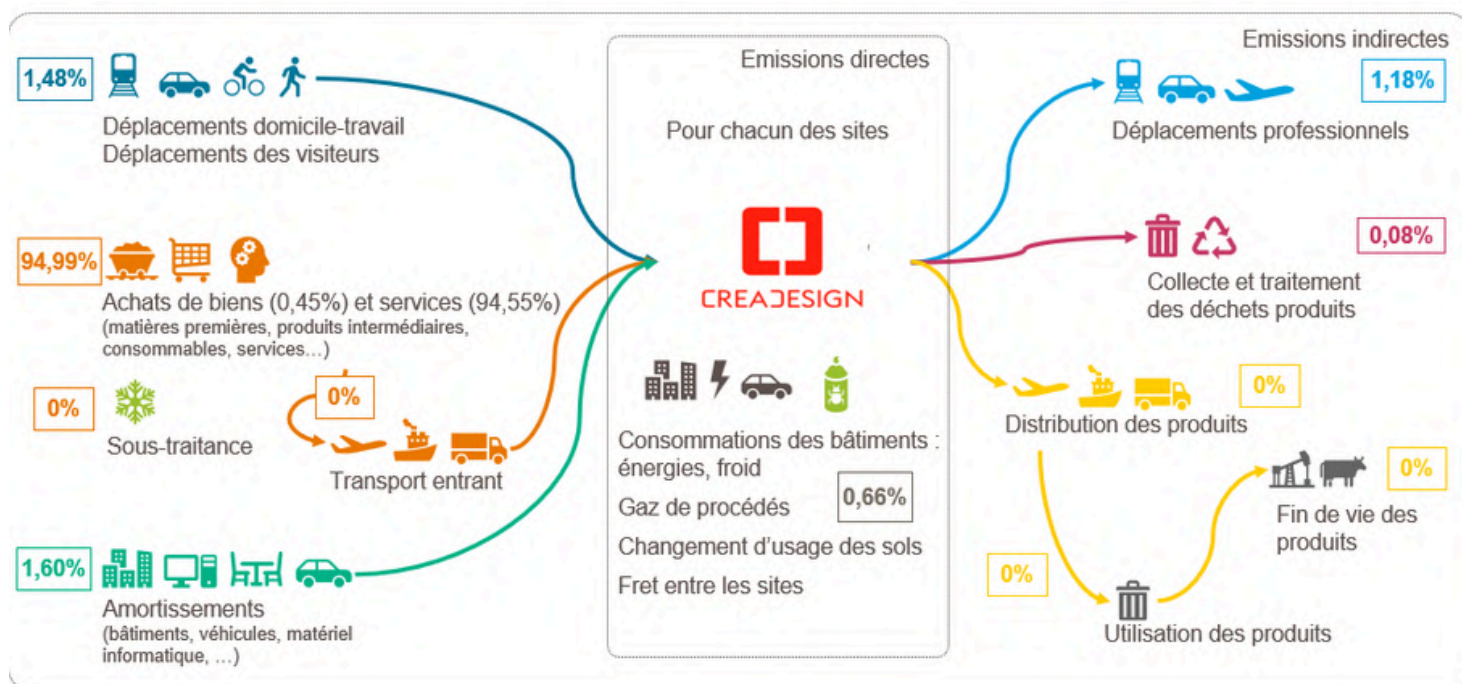 1,48%
Déplacements domicile-travail
Déplacements des visiteurs
94,99%
Achats de biens (0,45%) et services (94,55%)
(matières premières, produits intermédiaires,
consommables, services…)
0%
Sous-traitance
0%
Transport entrant
1,60%
Amortissements
(bâtiments, véhicules, matériel
informatique, …)
Emissions directes
Pour chacun des sites
CREADESIGN
Consommations des bâtiments :
énergies, froid
Gaz de procédés
0,66%
Changement d’usage des sols
Fret entre les sites
Emissions indirectes
1,18%
Déplacements professionnels
0,08%
Collecte et traitement
des déchets produits
0%
Distribution des produits
0%
Fin de vie des
produits
0%
Utilisation des produits